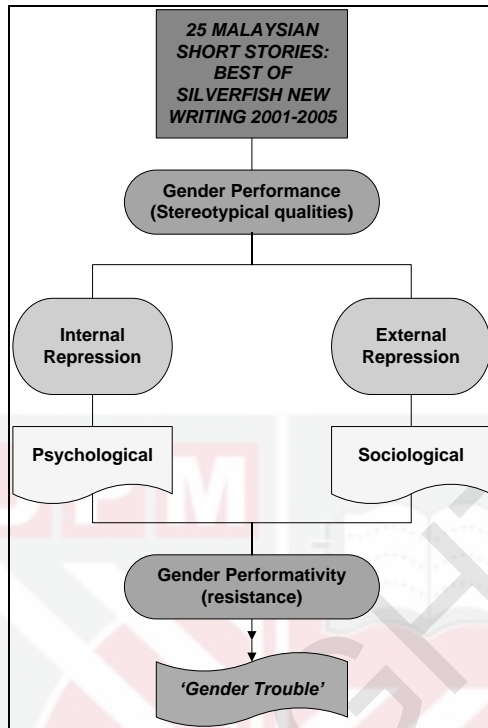 25 MALAYSIAN
SHORT STORIES:
BEST OF
SILVERFISH NEW
WRITING 2001-2005
Gender Performance
(Stereotypical qualities)
Internal
Repression
External
Repression
Psychological
Sociological
UPM
Gender Performativity
(resistance)
'Gender Trouble'